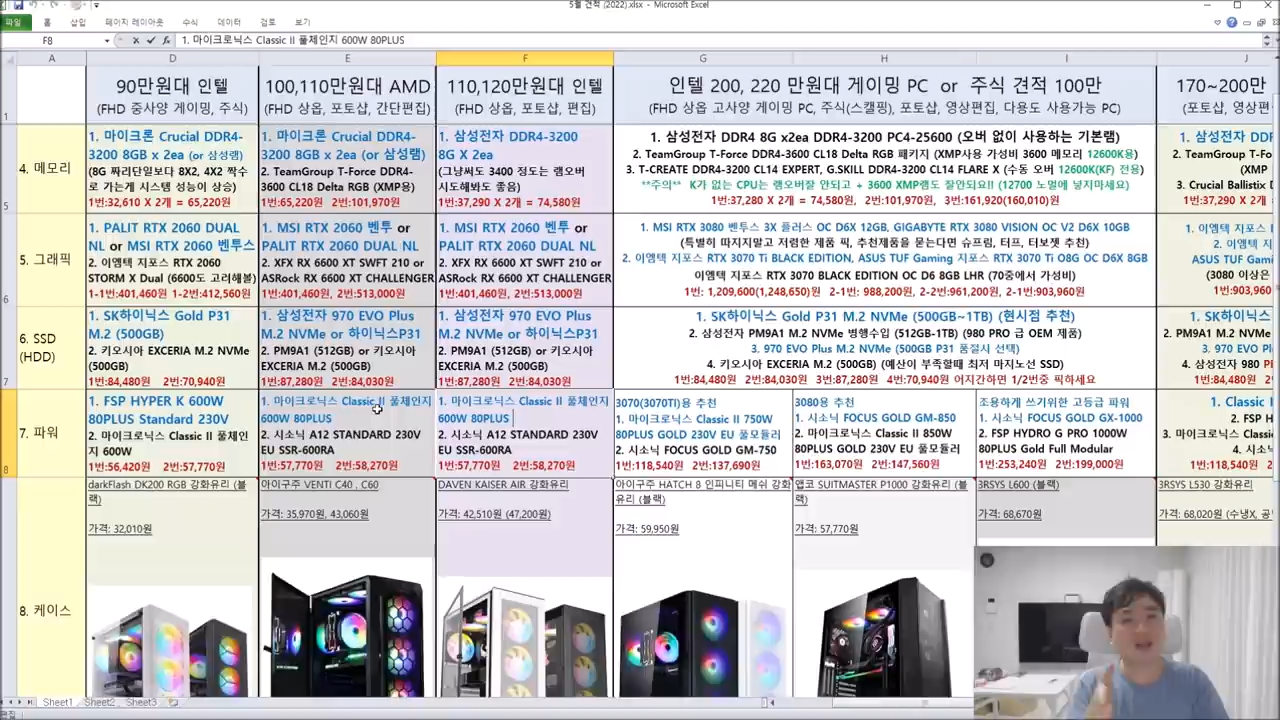 5월 견적 (2022).xlsx - Microsoft Excel
파일 홈 삽입 페이지 레이아웃 수식 데이터 검토 보기
F8 1. 마이크로닉스 Classic II 풀체인지 600W 80PLUS
A D E F G H I J
1
90만원대 인텔
(FHD 중사양 게이밍, 주식)
100,110만원대 AMD
(FHD 상옵, 포토샵, 간단편집)
110,120만원대 인텔
(FHD 상옵, 포토샵, 편집)
인텔 200, 220 만원대 게이밍 PC or 주식 견적 100만
(FHD 상옵 고사양 게이밍 PC, 주식(스캘핑), 포토샵, 영상편집, 다용도 사용가능 PC)
170~200만
(포토샵, 영상편
4. 메모리
5
1. 마이크론 Crucial DDR4-
3200 8GB x 2ea (or 삼성램)
(8G 짜리단일보다 8X2, 4X2 짝수
로 가는게 시스템 성능이 상승)
1번:32,610 X 2개 = 65,220원
1. 마이크론 Crucial DDR4-
3200 8GB x 2ea (or 삼성램)
2. TeamGroup T-Force DDR4-
3600 CL18 Delta RGB (XMP용)
1번:65,220원 2번:101,970원
1. 삼성전자 DDR4-3200
8G X 2ea
(그냥써도 3400 정도는 램오버
시도해봐도 좋음)
1번:37,290 X 2개 = 74,580원
1. 삼성전자 DDR4 8G x2ea DDR4-3200 PC4-25600 (오버 없이 사용하는 기본램)
2. TeamGroup T-Force DDR4-3600 CL18 Delta RGB 패키지 (XMP사용 가성비 3600 메모리 12600K용)
3. T-CREATE DDR4-3200 CL14 EXPERT, G.SKILL DDR4-3200 CL14 FLARE X (수동 오버 12600K(KF) 전용)
**주의** K가 없는 CPU는 램오버잘 안되고 + 3600 XMP램도 잘안되요!! (12700 노멀에 넣지마세요)
1번:37,280 X 2개 = 74,580원, 2번:101,970원, 3번:161,920(160,010)원
1. 삼성전자 DD
2. TeamGroup T-Fo
(XMP
3. Crucial Ballistix
1번:37,280 X
5. 그래픽
6
1. PALIT RTX 2060 DUAL
NL or MSI RTX 2060 벤투스
2. 이엠텍 지포스 RTX 2060
STORM X Dual (6600도 고려해볼)
1-1번:401,460원 1-2번:412,560원
1. MSI RTX 2060 벤투 or
PALIT RTX 2060 DUAL NL
2. XFX RX 6600 XT SWFT 210 or
ASRock RX 6600 XT CHALLENGER
1번:401,460원, 2번:513,000원
1. MSI RTX 2060 벤투 or
PALIT RTX 2060 DUAL NL
2. XFX RX 6600 XT SWFT 210 or
ASRock RX 6600 XT CHALLENGER
1번:401,460원, 2번:513,000원
1. MSI RTX 3080 벤투스 3X 플러스 OC D6X 12GB, GIGABYTE RTX 3080 VISION OC V2 D6X 10GB
(특별히 따지지말고 저렴한 제품 픽, 추천제품을 묻는다면 슈프림, 터프, 터보젯 추천)
2. 이엠텍 지포스 RTX 3070 Ti BLACK EDITION, ASUS TUF Gaming 지포스 RTX 3070 Ti O8G OC D6X 8GB
이엠텍 지포스 RTX 3070 BLACK EDITION OC D6 8GB LHR (70중에서 가성비)
1번: 1,209,600(1,248,650)원 2-1번: 988,200원, 2-2번:961,200원, 2-1번:903,960원
1. 이엠텍 지포스
2. 이엠텍 지
ASUS TUF Gami
(3080 이상은
1번:903,960
6. SSD
(HDD)
7
1. SK하이닉스 Gold P31
M.2 (500GB)
2. 키오시아 EXCERIA M.2 NVMe
(500GB)
1번:84,480원 2번:70,940원
1. 삼성전자 970 EVO Plus
M.2 NVMe or 하이닉스P31
2. PM9A1 (512GB) or 키오시아
EXCERIA M.2 (500GB)
1번:87,280원 2번:84,030원
1. 삼성전자 970 EVO Plus
M.2 NVMe or 하이닉스P31
2. PM9A1 (512GB) or 키오시아
EXCERIA M.2 (500GB)
1번:87,280원 2번:84,030원
1. SK하이닉스 Gold P31 M.2 NVMe (500GB~1TB) (현시점 추천)
2. 삼성전자 PM9A1 M.2 NVMe 병행수입 (512GB-1TB) (980 PRO 급 OEM 제품)
3. 970 EVO Plus M.2 NVMe (500GB P31 품절시 선택)
4. 키오시아 EXCERIA M.2 NVMe (500GB) (예산이 부족할때 최저 마지노선 SSD)
1번:84,480원 2번:84,030원 3번:87,280원 4번:70,940원 어지간하면 1/2번중 픽하세요
1. SK하이닉스
2. PM9A1 M.2 NVM
3. 970 EVO Pl
4. 삼성전자 980 P
1번:84,480원
7. 파워
8
1. FSP HYPER K 600W
80PLUS Standard 230V
2. 마이크로닉스 Classic II 풀체인
지 600W
1번:56,420원 2번:57,770원
1. 마이크로닉스 Classic II 풀체인지
600W 80PLUS
2. 시소닉 A12 STANDARD 230V
EU SSR-600RA
1번:57,770원 2번:58,270원
1. 마이크로닉스 Classic II 풀체인지
600W 80PLUS
2. 시소닉 A12 STANDARD 230V
EU SSR-600RA
1번:57,770원 2번:58,270원
3070(3070Ti)용 추천
1. 마이크로닉스 Classic II 750W
80PLUS GOLD 230V EU 풀모듈러
2. 시소닉 FOCUS GOLD GM-750
1번:118,540원 2번:137,690원
3080용 추천
1. 시소닉 FOCUS GOLD GM-850
2. 마이크로닉스 Classic II 850W
80PLUS GOLD 230V EU 풀모듈러
1번:163,070원 2번:147,560원
조용하게 쓰기위한 고등급 파워
1. 시소닉 FOCUS GOLD GX-1000
2. FSP HYDRO G PRO 1000W
80PLUS Gold Full Modular
1번:253,240원 2번:199,000원
1. Classic I
2. FSP H
3. 마이크로닉스 Clas
4. 시소닉
1번:118,540원 2
8. 케이스
darkFlash DK200 RGB 강화유리 (블
랙)
가격: 32,010원
아이구주 VENTI C40 , C60
가격: 35,970원, 43,060원
DAVEN KAISER AIR 강화유리
가격: 42,510원 (47,200원)
아이구주 HATCH 8 인피니티 메쉬 강화
유리 (블랙)
가격: 59,950원
앱코 SUITMASTER P1000 강화유리 (블
랙)
가격: 57,770원
3RSYS L600 (블랙)
가격: 68,670원
3RSYS L530 강화유리
가격: 68,020원 (수냉X, 공
Sheet1 Sheet2 Sheet3
편집